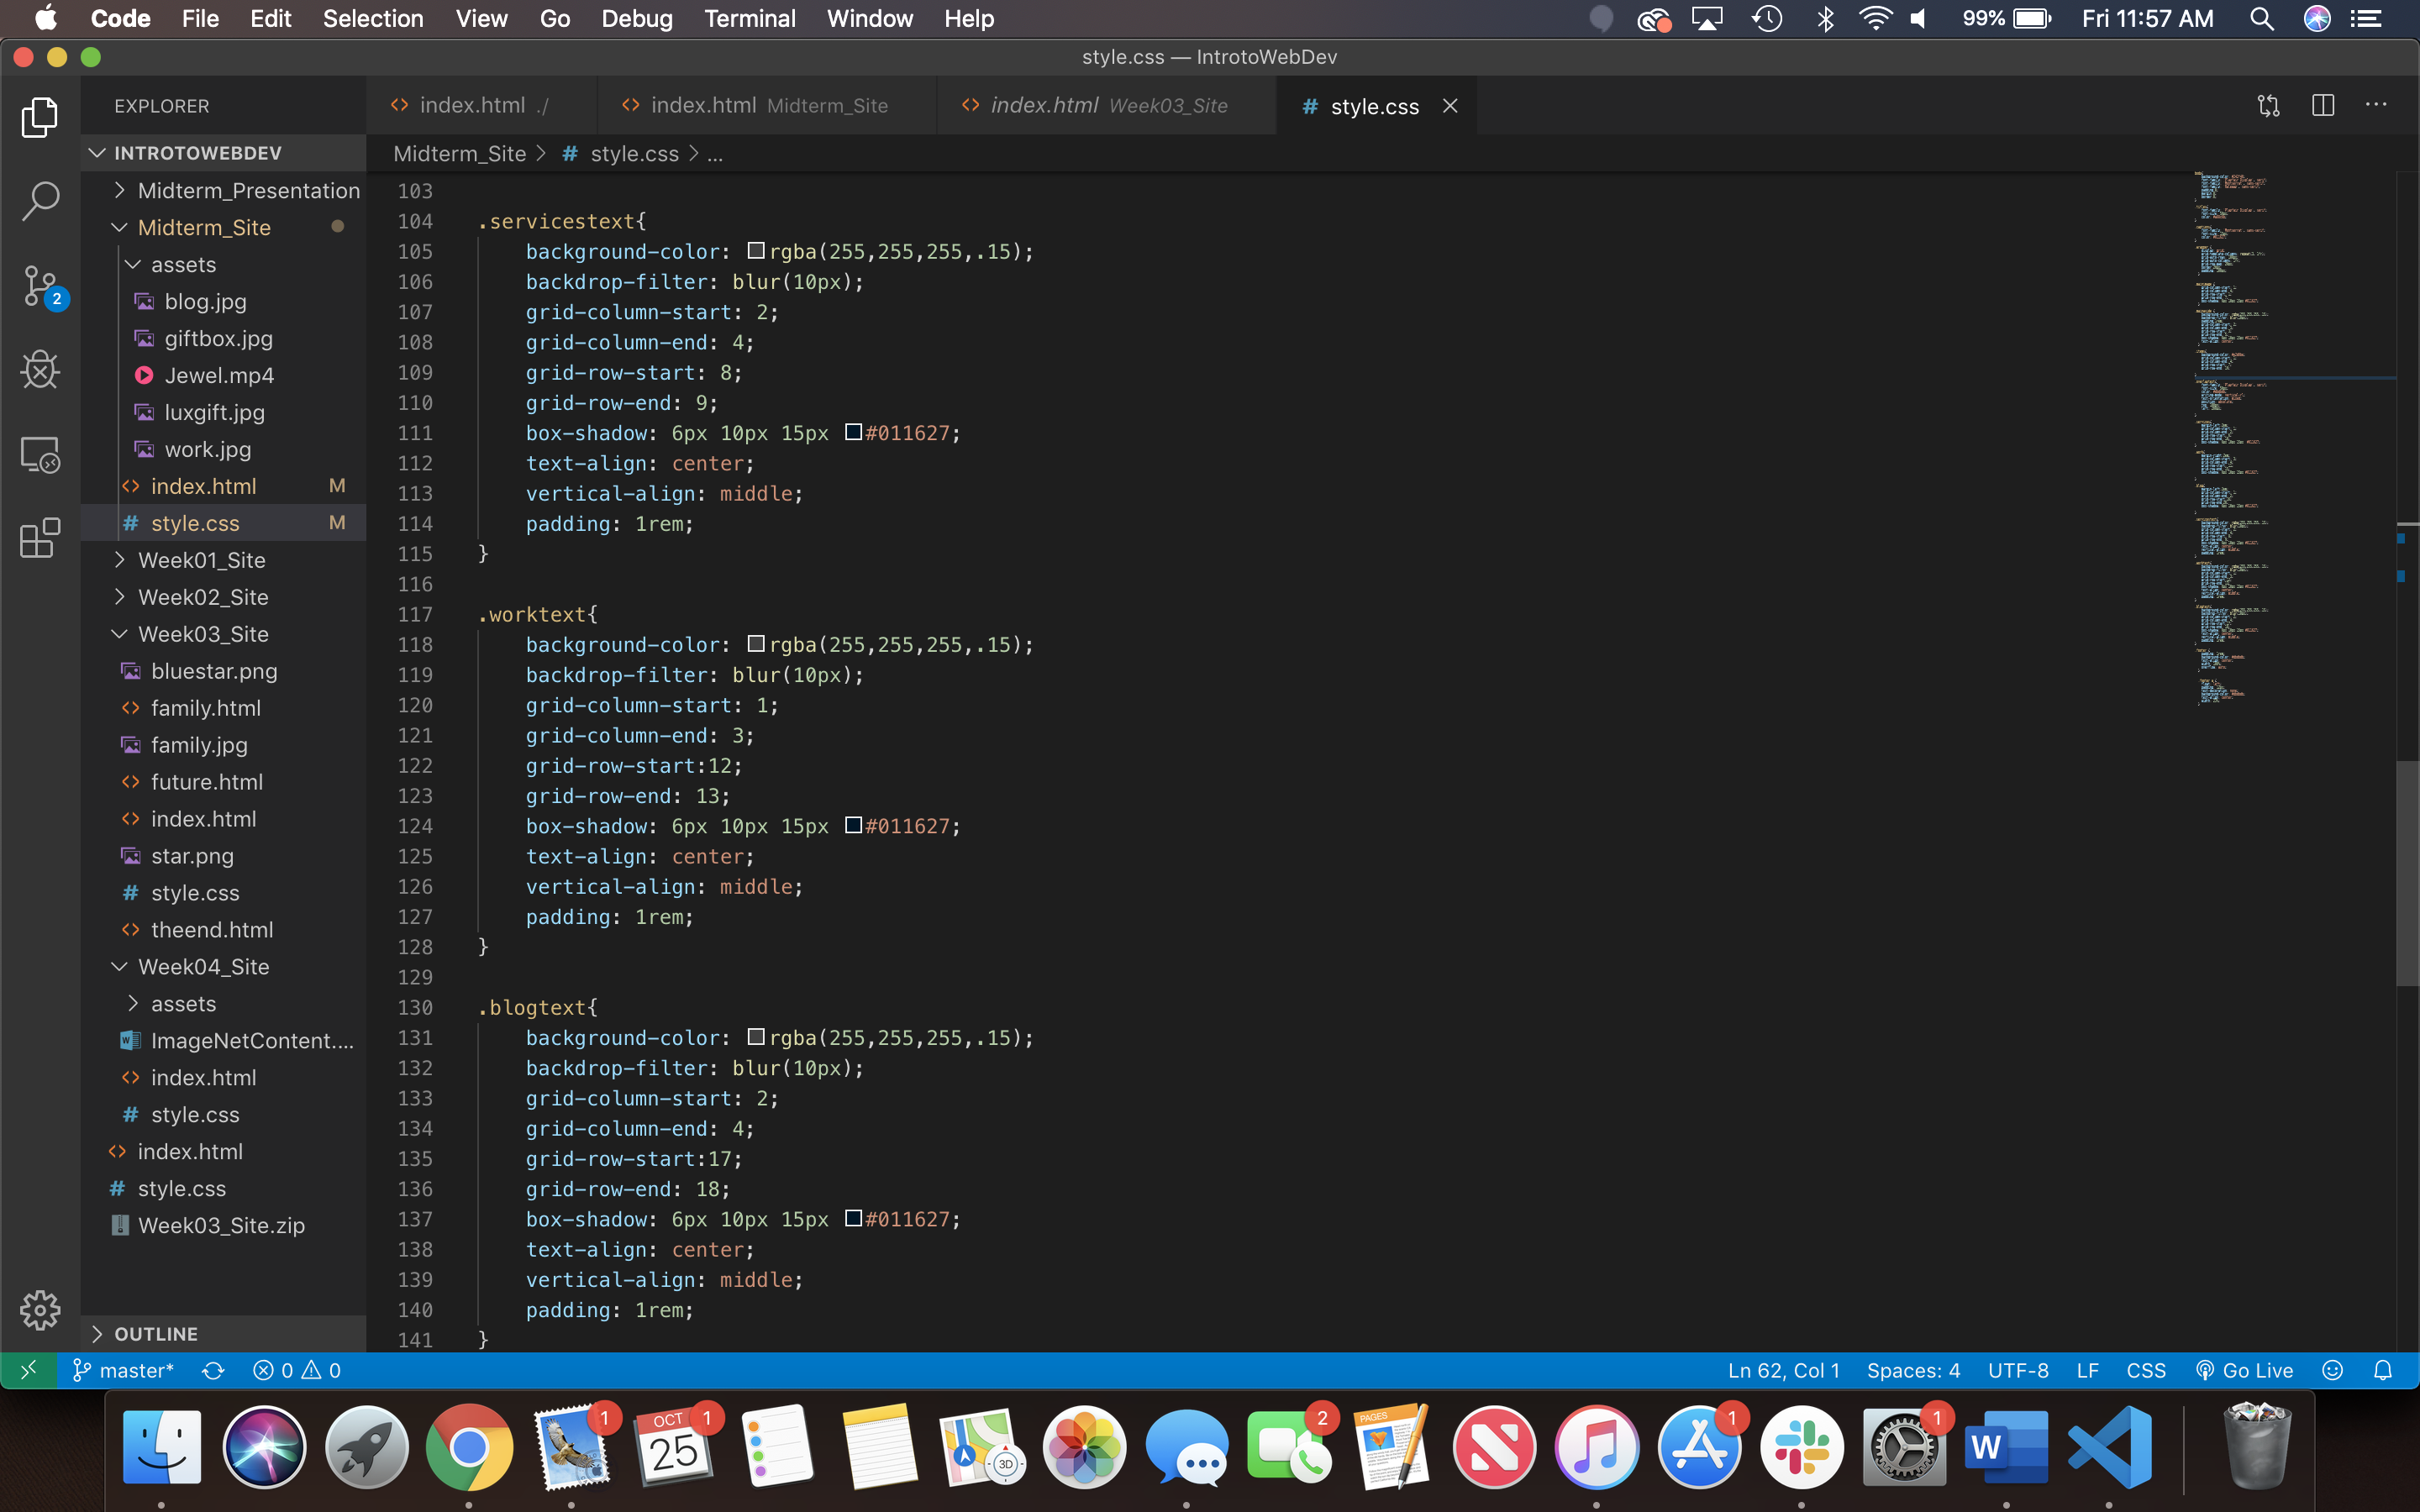 Code File Edit Selection View Go Debug Terminal Window Help 99% Fri 11:57 AM
style.css — IntrotoWebDev
EXPLORER
index.html ./ index.html Midterm_Site index.html Week03_Site style.css
INTROTOWEBDEV
Midterm_Site > style.css > ...
Midterm_Presentation
Midterm_Site
assets
blog.jpg
giftbox.jpg
Jewel.mp4
luxgift.jpg
work.jpg
index.html M
style.css M
Week01_Site
Week02_Site
Week03_Site
bluestar.png
family.html
family.jpg
future.html
index.html
star.png
style.css
theend.html
Week04_Site
assets
ImageNetContent....
index.html
style.css
index.html
style.css
Week03_Site.zip
OUTLINE
2
103
104 .servicestext{
105 background-color: rgba(255,255,255,.15);
106 backdrop-filter: blur(10px);
107 grid-column-start: 2;
108 grid-column-end: 4;
109 grid-row-start: 8;
110 grid-row-end: 9;
111 box-shadow: 6px 10px 15px #011627;
112 text-align: center;
113 vertical-align: middle;
114 padding: 1rem;
115 }
116
117 .worktext{
118 background-color: rgba(255,255,255,.15);
119 backdrop-filter: blur(10px);
120 grid-column-start: 1;
121 grid-column-end: 3;
122 grid-row-start:12;
123 grid-row-end: 13;
124 box-shadow: 6px 10px 15px #011627;
125 text-align: center;
126 vertical-align: middle;
127 padding: 1rem;
128 }
129
130 .blogtext{
131 background-color: rgba(255,255,255,.15);
132 backdrop-filter: blur(10px);
133 grid-column-start: 2;
134 grid-column-end: 4;
135 grid-row-start:17;
136 grid-row-end: 18;
137 box-shadow: 6px 10px 15px #011627;
138 text-align: center;
139 vertical-align: middle;
140 padding: 1rem;
141 }
master* 0 0 Ln 62, Col 1 Spaces: 4 UTF-8 LF CSS Go Live
1 OCT 1 2 PAGES 1 1
25 3D W